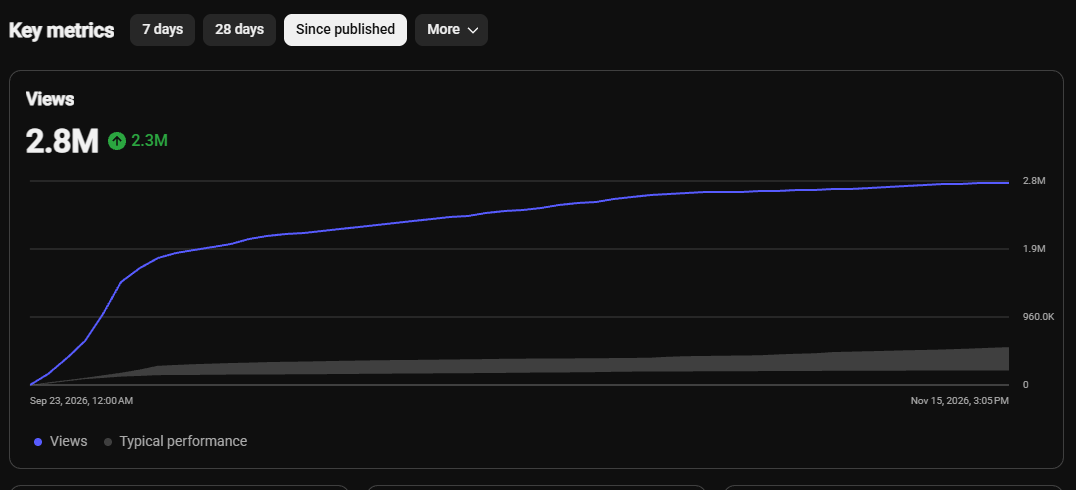 Key metrics 7 days 28 days Since published More
Views
2.8M 2.3M
2.8M
1.9M
960.0K
0
Sep 23, 2026, 12:00 AM Nov 15, 2026, 3:05 PM
Views Typical performance